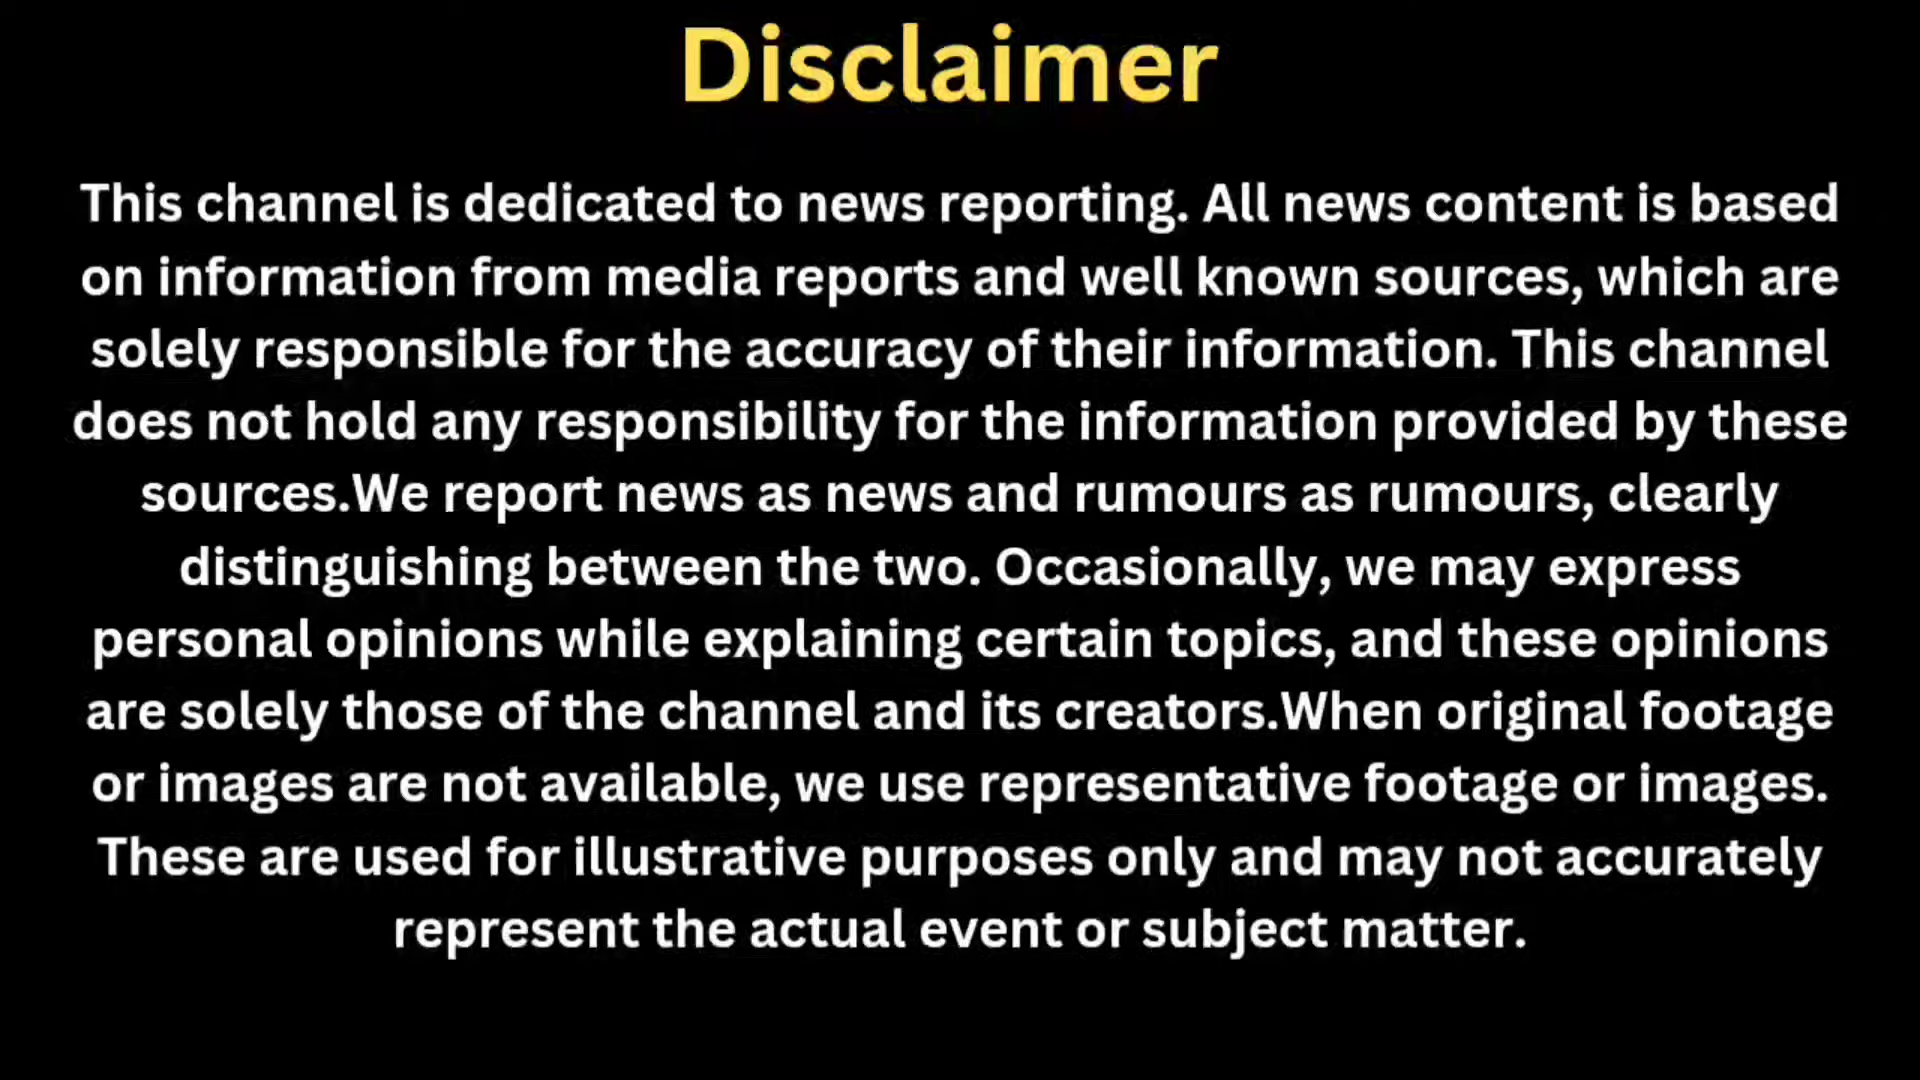 Disclaimer
This channel is dedicated to news reporting. All news content is based
on information from media reports and well known sources, which are
solely responsible for the accuracy of their information. This channel
does not hold any responsibility for the information provided by these
sources.We report news as news and rumours as rumours, clearly
distinguishing between the two. Occasionally, we may express
personal opinions while explaining certain topics, and these opinions
are solely those of the channel and its creators.When original footage
or images are not available, we use representative footage or images.
These are used for illustrative purposes only and may not accurately
represent the actual event or subject matter.